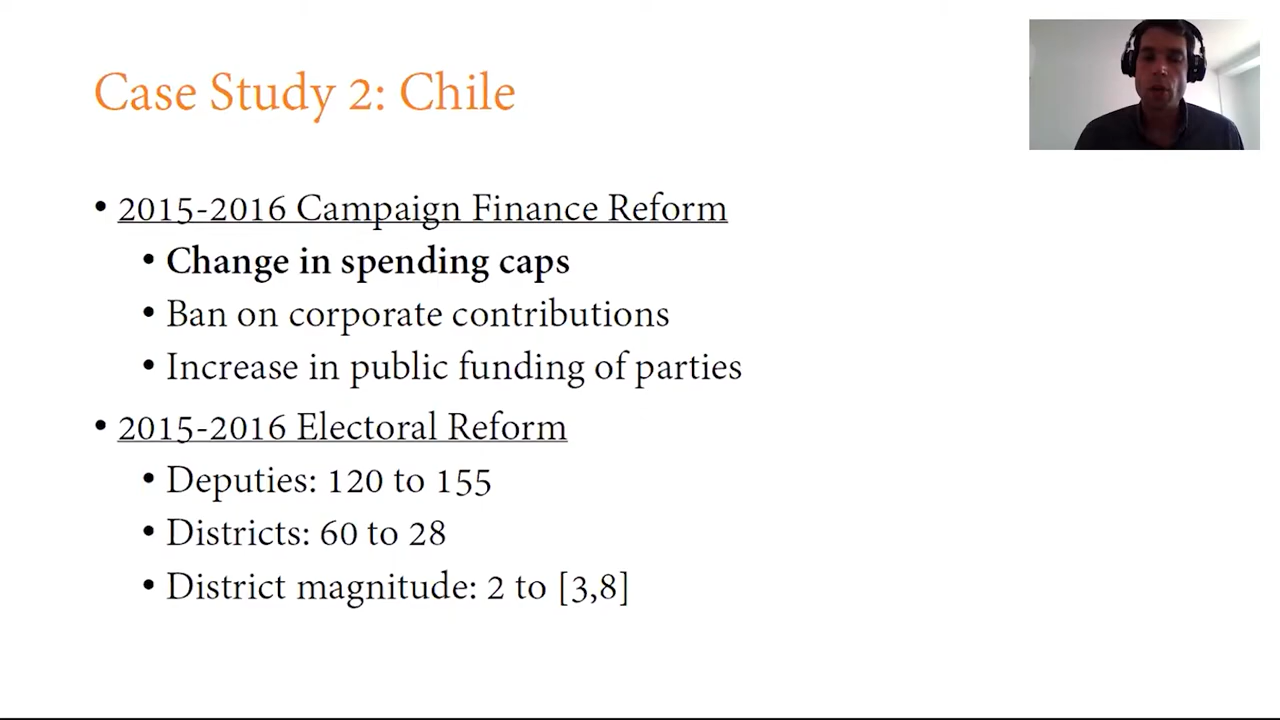 Case Study 2: Chile
• 2015-2016 Campaign Finance Reform
• Change in spending caps
• Ban on corporate contributions
• Increase in public funding of parties
• 2015-2016 Electoral Reform
• Deputies: 120 to 155
• Districts: 60 to 28
• District magnitude: 2 to [3,8]